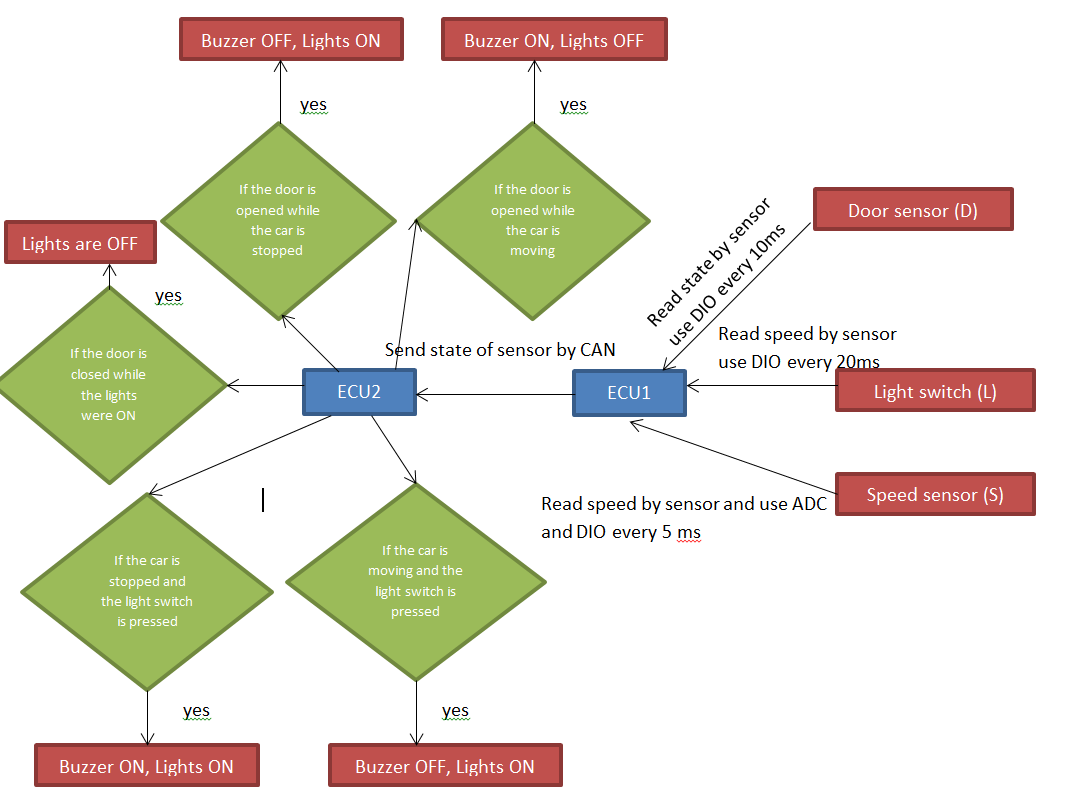 Buzzer OFF, Lights ON
Buzzer ON, Lights OFF
yes
yes
If the door is
opened while
the car is
stopped
If the door is
opened while
the car is
moving
Door sensor (D)
Read state by sensor
use DIO every 10ms
Lights are OFF
yes
If the door is
closed while
the lights
were ON
Send state of sensor by CAN
Read speed by sensor
use DIO every 20ms
ECU2
ECU1
Light switch (L)
Speed sensor (S)
Read speed by sensor and use ADC
and DIO every 5 ms
If the car is
stopped and
the light switch
is pressed
If the car is
moving and the
light switch is
pressed
yes
yes
Buzzer ON, Lights ON
Buzzer OFF, Lights ON